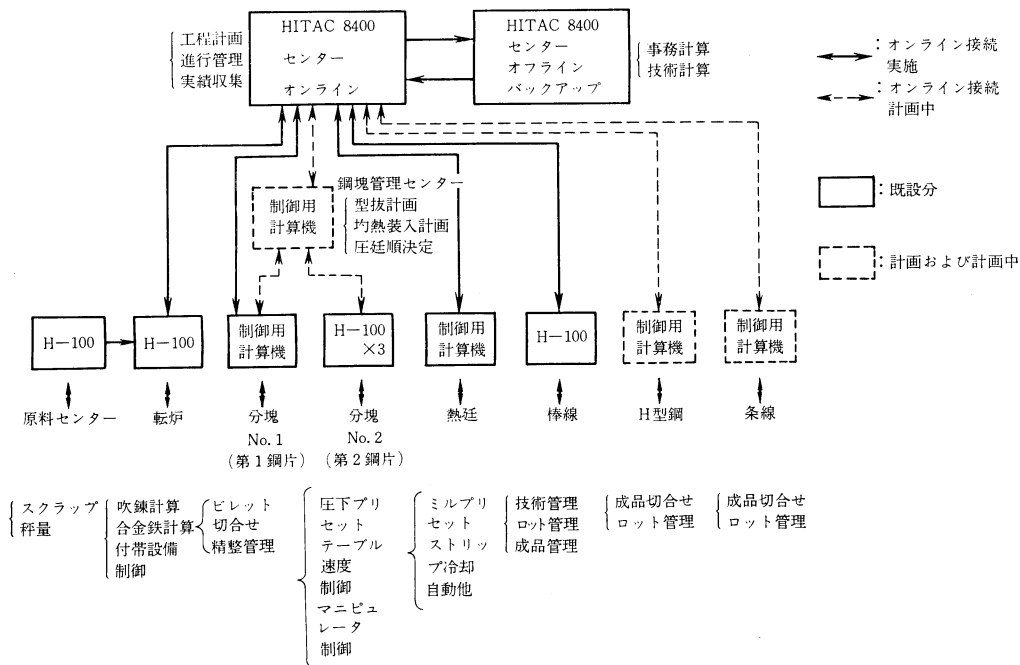 HITAC 8400
センター
オンライン
工程計画
進行管理
実績収集
HITAC 8400
センター
オフライン
バックアップ
事務計算
技術計算
:オンライン接続
実施
:オンライン接続
計画中
:既設分
:計画および計画中
鋼塊管理センター
制御用
計算機
型抜計画
灼熱装入計画
圧廷順決定
H−100
H−100
制御用
計算機
H−100
×3
制御用
計算機
H−100
制御用
計算機
制御用
計算機
原料センター
転炉
分塊
No.1
(第1鋼片)
分塊
No.2
(第2鋼片)
熱廷
棒線
H型鋼
条線
スクラップ
秤量
吹錬計算
合金鉄計算
付帯設備
制御
ビレット
切合せ
精整管理
圧下プリ
セット
テーブル
速度
制御
マニピュ
レータ
制御
ミルプリ
セット
ストリッ
プ冷却
自動他
技術管理
ロット管理
成品管理
成品切合せ
ロット管理
成品切合せ
ロット管理